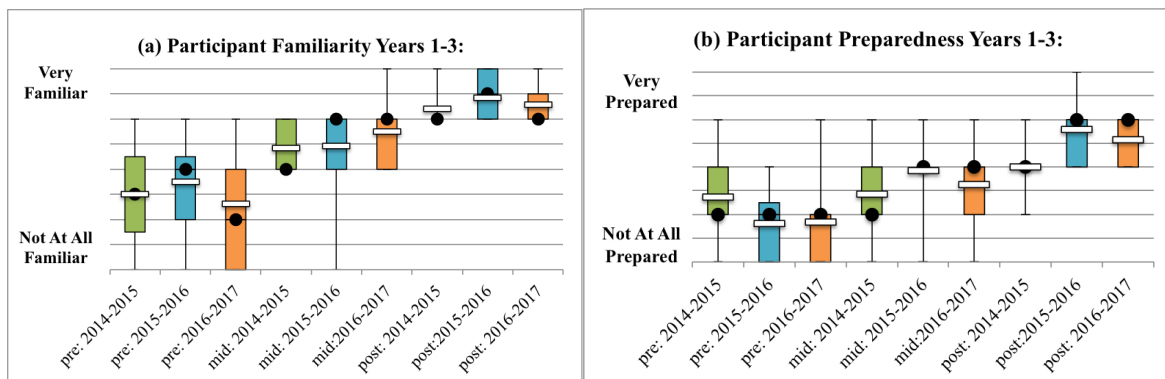 (a) Participant Familiarity Years 1-3:
Very
Familiar
Not At All
Familiar
pre: 2014-2015
pre: 2015-2016
pre: 2016-2017
mid: 2014-2015
mid: 2015-2016
mid:2016-2016
post: 2014-2015
post:2015-2016
post: 2016-2017
(b) Participant Preparedness Years 1-3:
Very
Prepared
Not At All
Prepared
pre: 2014-2015
pre: 2015-2016
pre: 2016-2017
mid: 2014-2015
mid: 2015-2016
mid:2016-2016
post: 2014-2015
post:2015-2016
post: 2016-2017